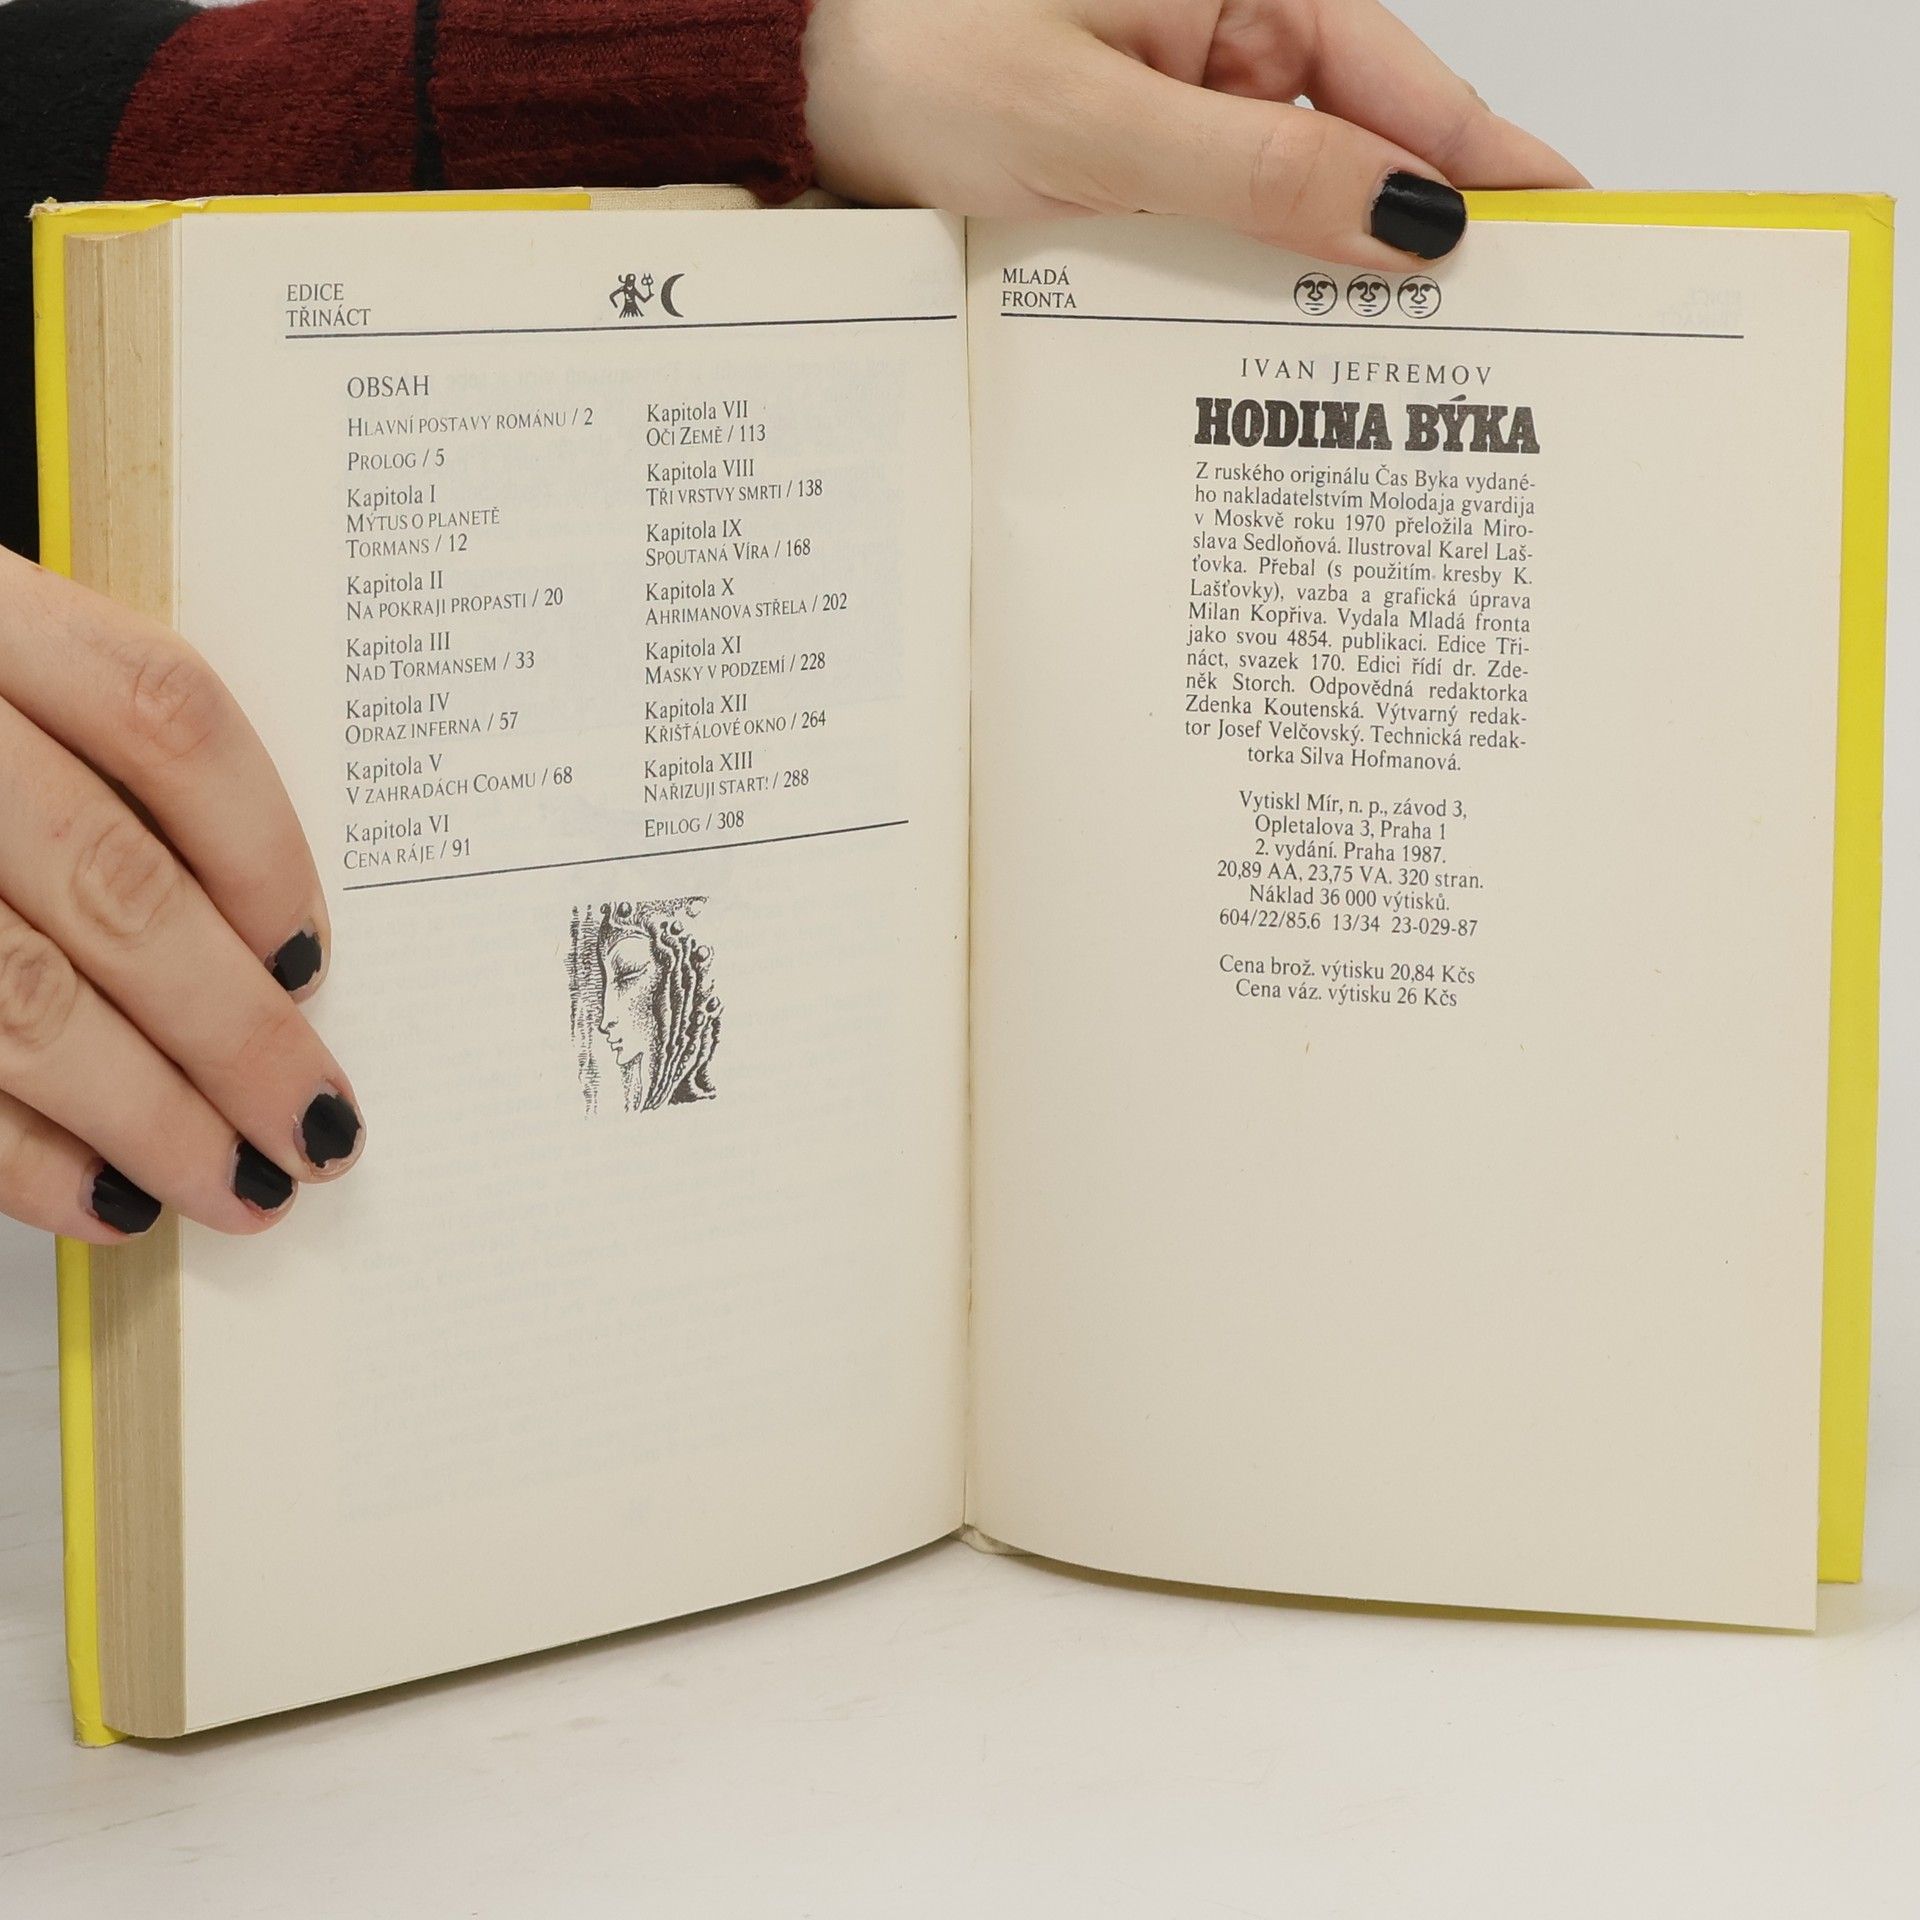 EDICE
TŘINÁCT
OBSAH
HLAVNÍ POSTAVY ROMÁNU / 2
PROLOG / 5
Kapitola I
MÝTUS O PLANETĚ
TORMANS / 12
Kapitola II
NA POKRAJI PROPASTI / 20
Kapitola III
NAD TORMANSEM / 33
Kapitola IV
ODRAZ INFERNA / 57
Kapitola V
V ZAHRADÁCH COAMU / 68
Kapitola VI
CENA RÁJE / 91
Kapitola VII
OČI ZEMĚ / 113
Kapitola VIII
TŘI VRSTVY SMRTI / 138
Kapitola IX
SPOUTANÁ VÍRA / 168
Kapitola X
AHRIMANOVA STŘELA / 202
Kapitola XI
MASKY V PODZEMÍ / 228
Kapitola XII
KŘIŠŤÁLOVÉ OKNO / 264
Kapitola XIII
NAŘIZUJI START! / 288
EPILOG / 308
MLADÁ
FRONTA
IVAN JEFREMOV
HODINA BÝKA
Z ruského originálu Čas Byka vydané-
ho nakladatelstvím Molodaja gvardija
v Moskvě roku 1970 přeložila Miro-
slava Sedloňová. Ilustroval Karel Laš-
ťovka. Přebal (s použitím kresby K.
Lašťovky), vazba a grafická úprava
Milan Kopřiva. Vydala Mladá fronta
jako svou 4854. publikaci. Edice Tři-
náct, svazek 170. Edici řídí dr. Zde-
něk Storch. Odpovědná redaktorka
Zdenka Koutenská. Výtvarný redak-
tor Josef Velčovský. Technická redak-
torka Silva Hofmanová.
Vytiskl Mír, n. p., závod 3,
Opletalova 3, Praha 1
2. vydání. Praha 1987.
20,89 AA, 23,75 VA. 320 stran.
Náklad 36 000 výtisků.
604/22/85.6 13/34 23-029-87
Cena brož. výtisku 20,84 Kčs
Cena váz. výtisku 26 Kčs